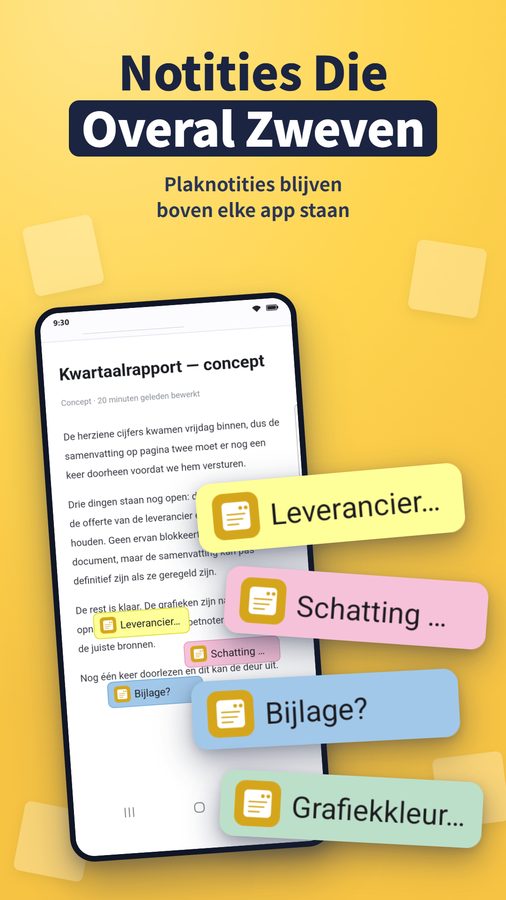 Notities Die
Overal Zweven
Plaknotities blijven
boven elke app staan
9:30
Kwartaalrapport — concept
Concept · 20 minuten geleden bewerkt
De herziene cijfers kwamen vrijdag binnen, dus de
samenvatting op pagina twee moet er nog een
keer doorheen voordat we hem versturen.
Drie dingen staan nog open: d
de offerte van de leverancier
houden. Geen ervan blokkeert
document, maar de samenvatting kan pas
definitief zijn als ze geregeld zijn.
De rest is klaar. De grafieken zijn
de juiste bronnen.
Nog één keer doorlezen en dit kan de deur uit.
Leverancier...
Schatting ...
Bijlage?
Leverancier...
Schatting ...
Bijlage?
Grafiekkleur...